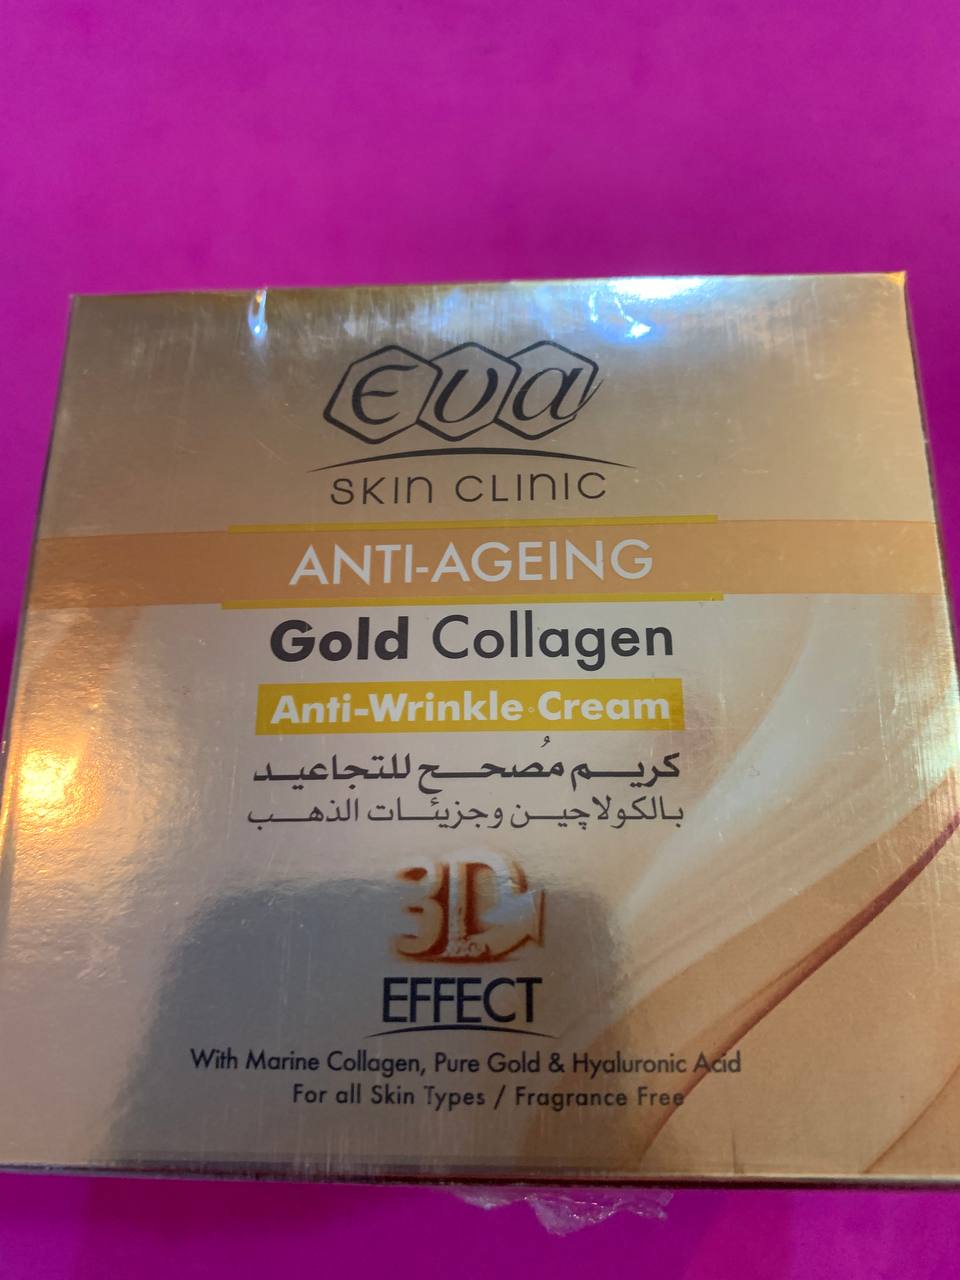 Eva
SKIN CLINIC
ANTI-AGEING
Gold Collagen
Anti-Wrinkle Cream
كريم مُصحح للتجاعيد
بالكولاچين وجزيئات الذهب
3D
EFFECT
With Marine Collagen, Pure Gold & Hyaluronic Acid
For all Skin Types / Fragrance Free